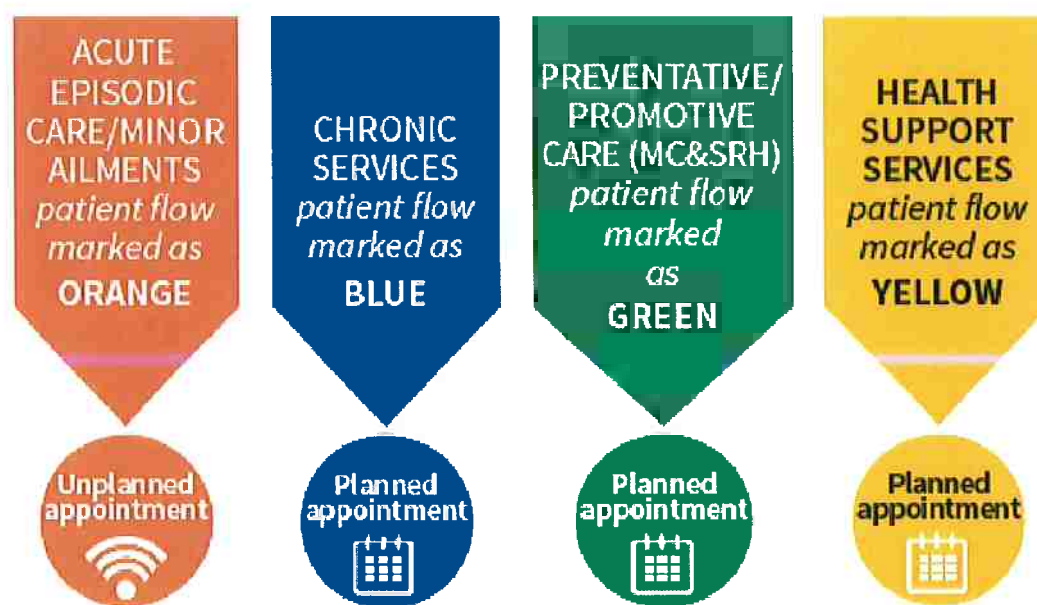 ACUTE
EPISODIC
CARE/MINOR
AILMENTS
patient flow
marked as
ORANGE
Unplanned
appointment
CHRONIC
SERVICES
patient flow
marked as
BLUE
Planned
appointment
PREVENTATIVE/
PROMOTIVE
CARE (MC&SRH)
patient flow
marked
as
GREEN
Planned
appointment
HEALTH
SUPPORT
SERVICES
patient flow
marked as
YELLOW
Planned
appointment